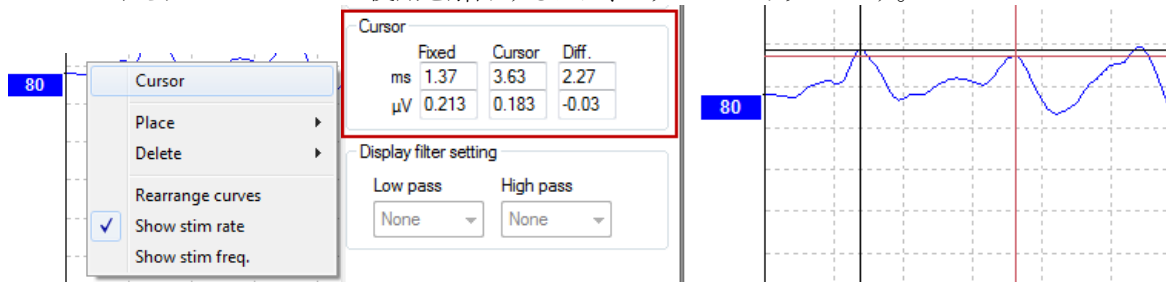 80
Cursor
Place
Delete
Rearrange curves
Show stim rate
Show stim freq.
Cursor
Fixed Cursor Diff.
ms 1.37 3.63 2.27
µV 0.213 0.183 -0.03
Display filter setting
Low pass High pass
None None
80